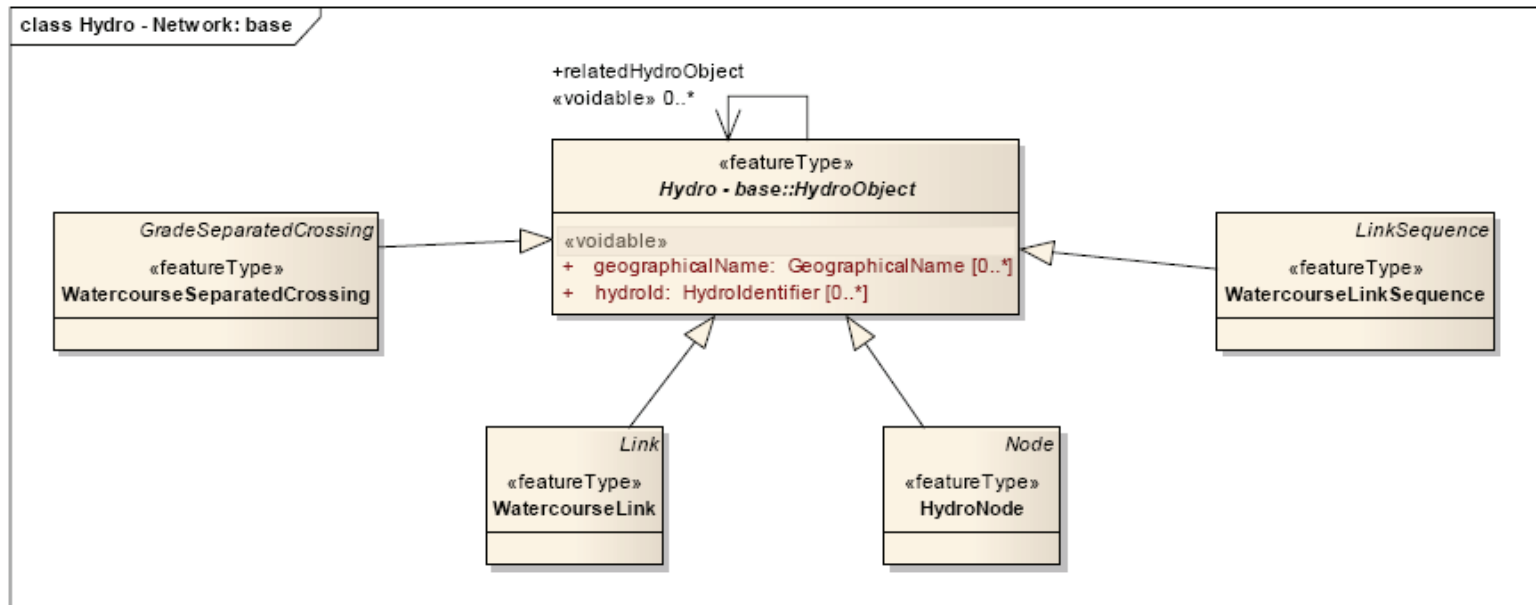 class Hydro - Network: base
+relatedHydroObject
«voidable» 0..*
«featureType»
Hydro - base::HydroObject
«voidable»
+ geographicalName: GeographicalName [0..*]
+ hydroId: HydroIdentifier [0..*]
GradeSeparatedCrossing
«featureType»
WatercourseSeparatedCrossing
LinkSequence
«featureType»
WatercourseLinkSequence
Link
«featureType»
WatercourseLink
Node
«featureType»
HydroNode